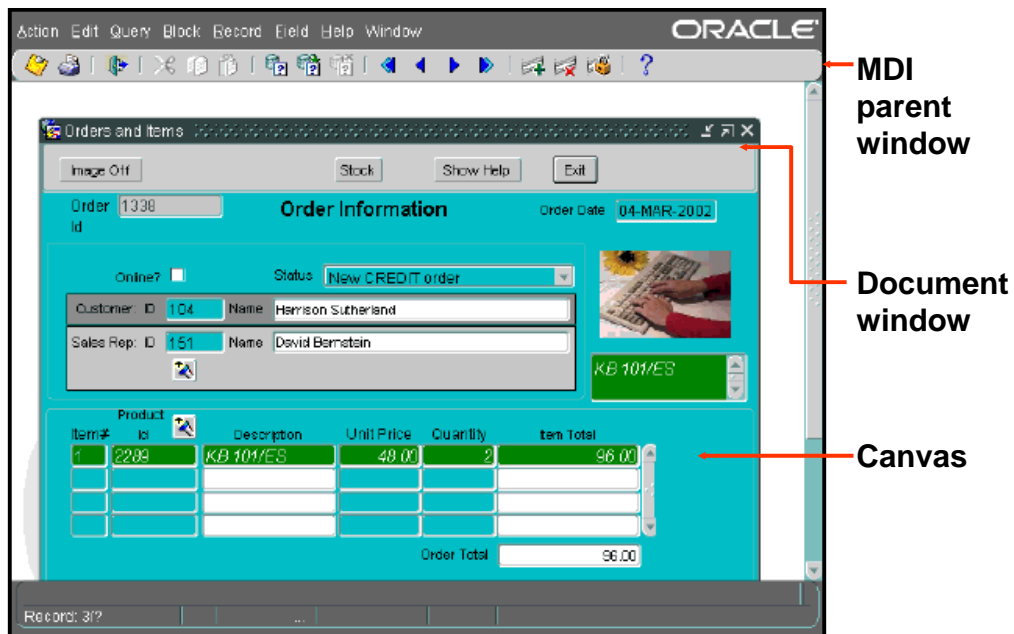 Action Edit Query Block Record Field Help Window ORACLE
?
MDI parent window
Orders and Items
Image Off Stock Show Help Exit
Order Id 1338 Order Information Order Date 04-MAR-2002
Online? Status New CREDIT order
Document window
Customer: ID 104 Name Harrison Sutherland
Sales Rep: ID 151 Name David Bernstein
KB 101/ES
Item# Product Id Description Unit Price Quantity Item Total
1 2289 KB 101/ES 48.00 2 96.00
Canvas
Order Total 96.00
Record: 3/? ...